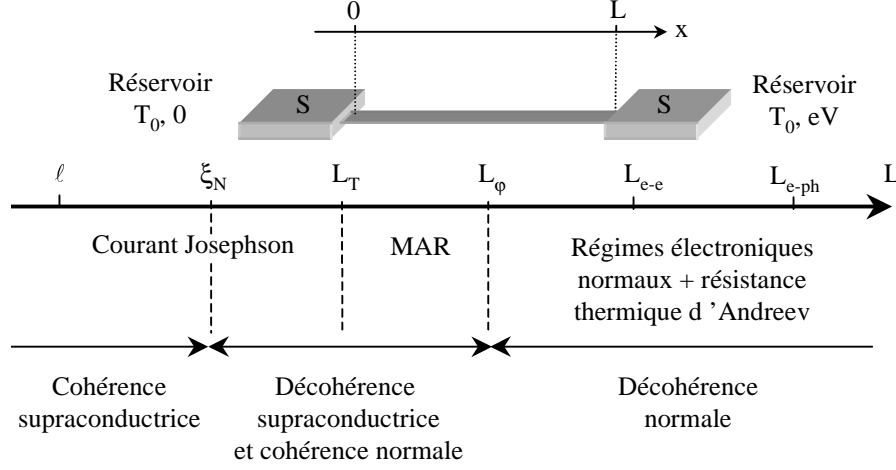 0
L
x
Réservoir
T0, 0
S
S
Réservoir
T0, eV
ℓ
ξN
LT
Lφ
Le-e
Le-ph
L
Courant Josephson
MAR
Régimes électroniques
normaux + résistance
thermique d ’Andreev
Cohérence
supraconductrice
Décohérence
supraconductrice
et cohérence normale
Décohérence
normale